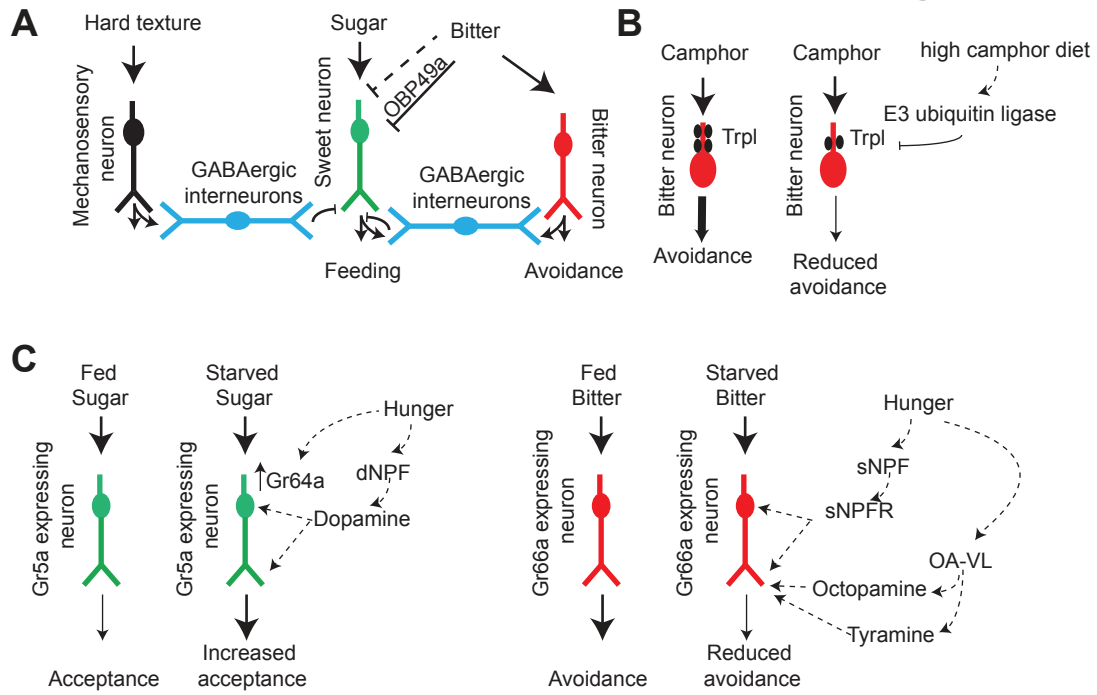 A
Hard texture
Mechanosensory
neuron
GABAergic
interneurons
Sugar
Sweet neuron
Bitter
OBP49a
GABAergic
interneurons
Bitter neuron
Feeding
Avoidance
B
Camphor
Bitter neuron
Trpl
Avoidance
Camphor
Bitter neuron
Trpl
Reduced
avoidance
high camphor diet
E3 ubiquitin ligase
C
Fed
Sugar
Gr5a expressing
neuron
Acceptance
Starved
Sugar
Gr5a expressing
neuron
Gr64a
Hunger
dNPF
Dopamine
Increased
acceptance
Fed
Bitter
Gr66a expressing
neuron
Avoidance
Starved
Bitter
Gr66a expressing
neuron
Hunger
sNPF
sNPFR
OA-VL
Octopamine
Tyramine
Reduced
avoidance